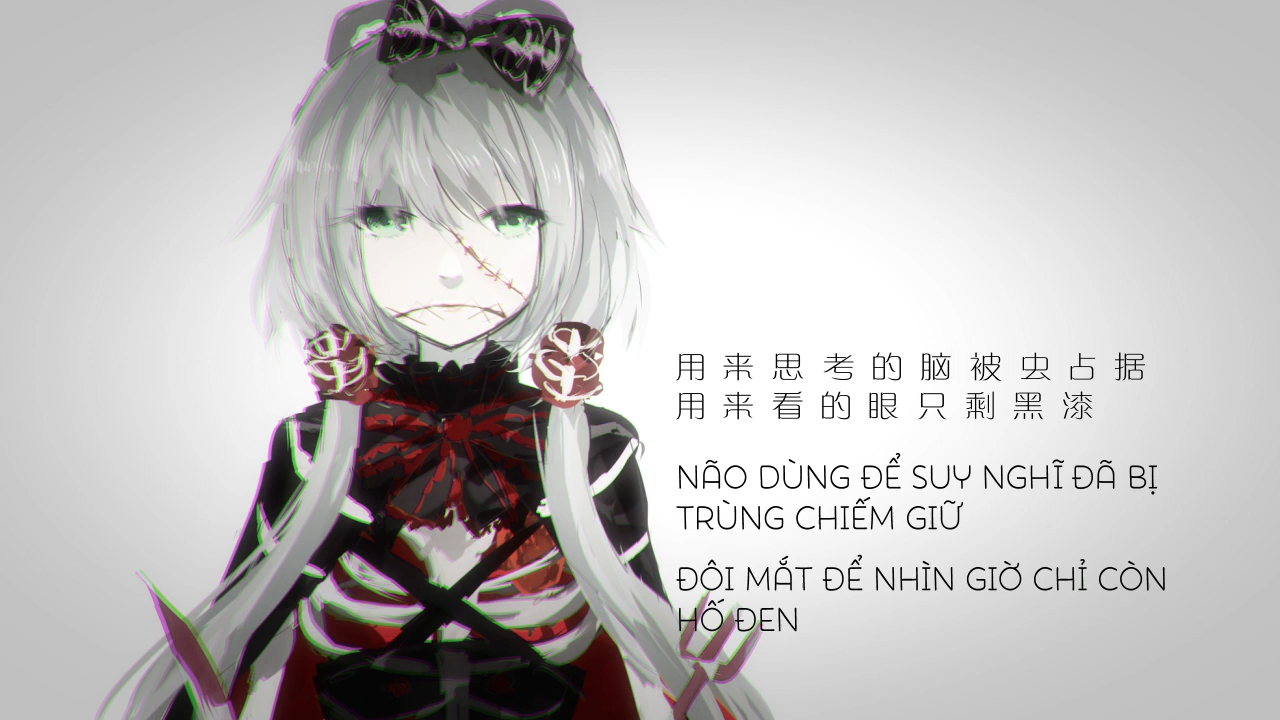 用来思考的脑被虫占据
用来看的眼只剩黑漆
NÃO DÙNG ĐỂ SUY NGHĨ ĐÃ BỊ
TRÙNG CHIẾM GIỮ
ĐÔI MẮT ĐỂ NHÌN GIỜ CHỈ CÒN
HỐ ĐEN